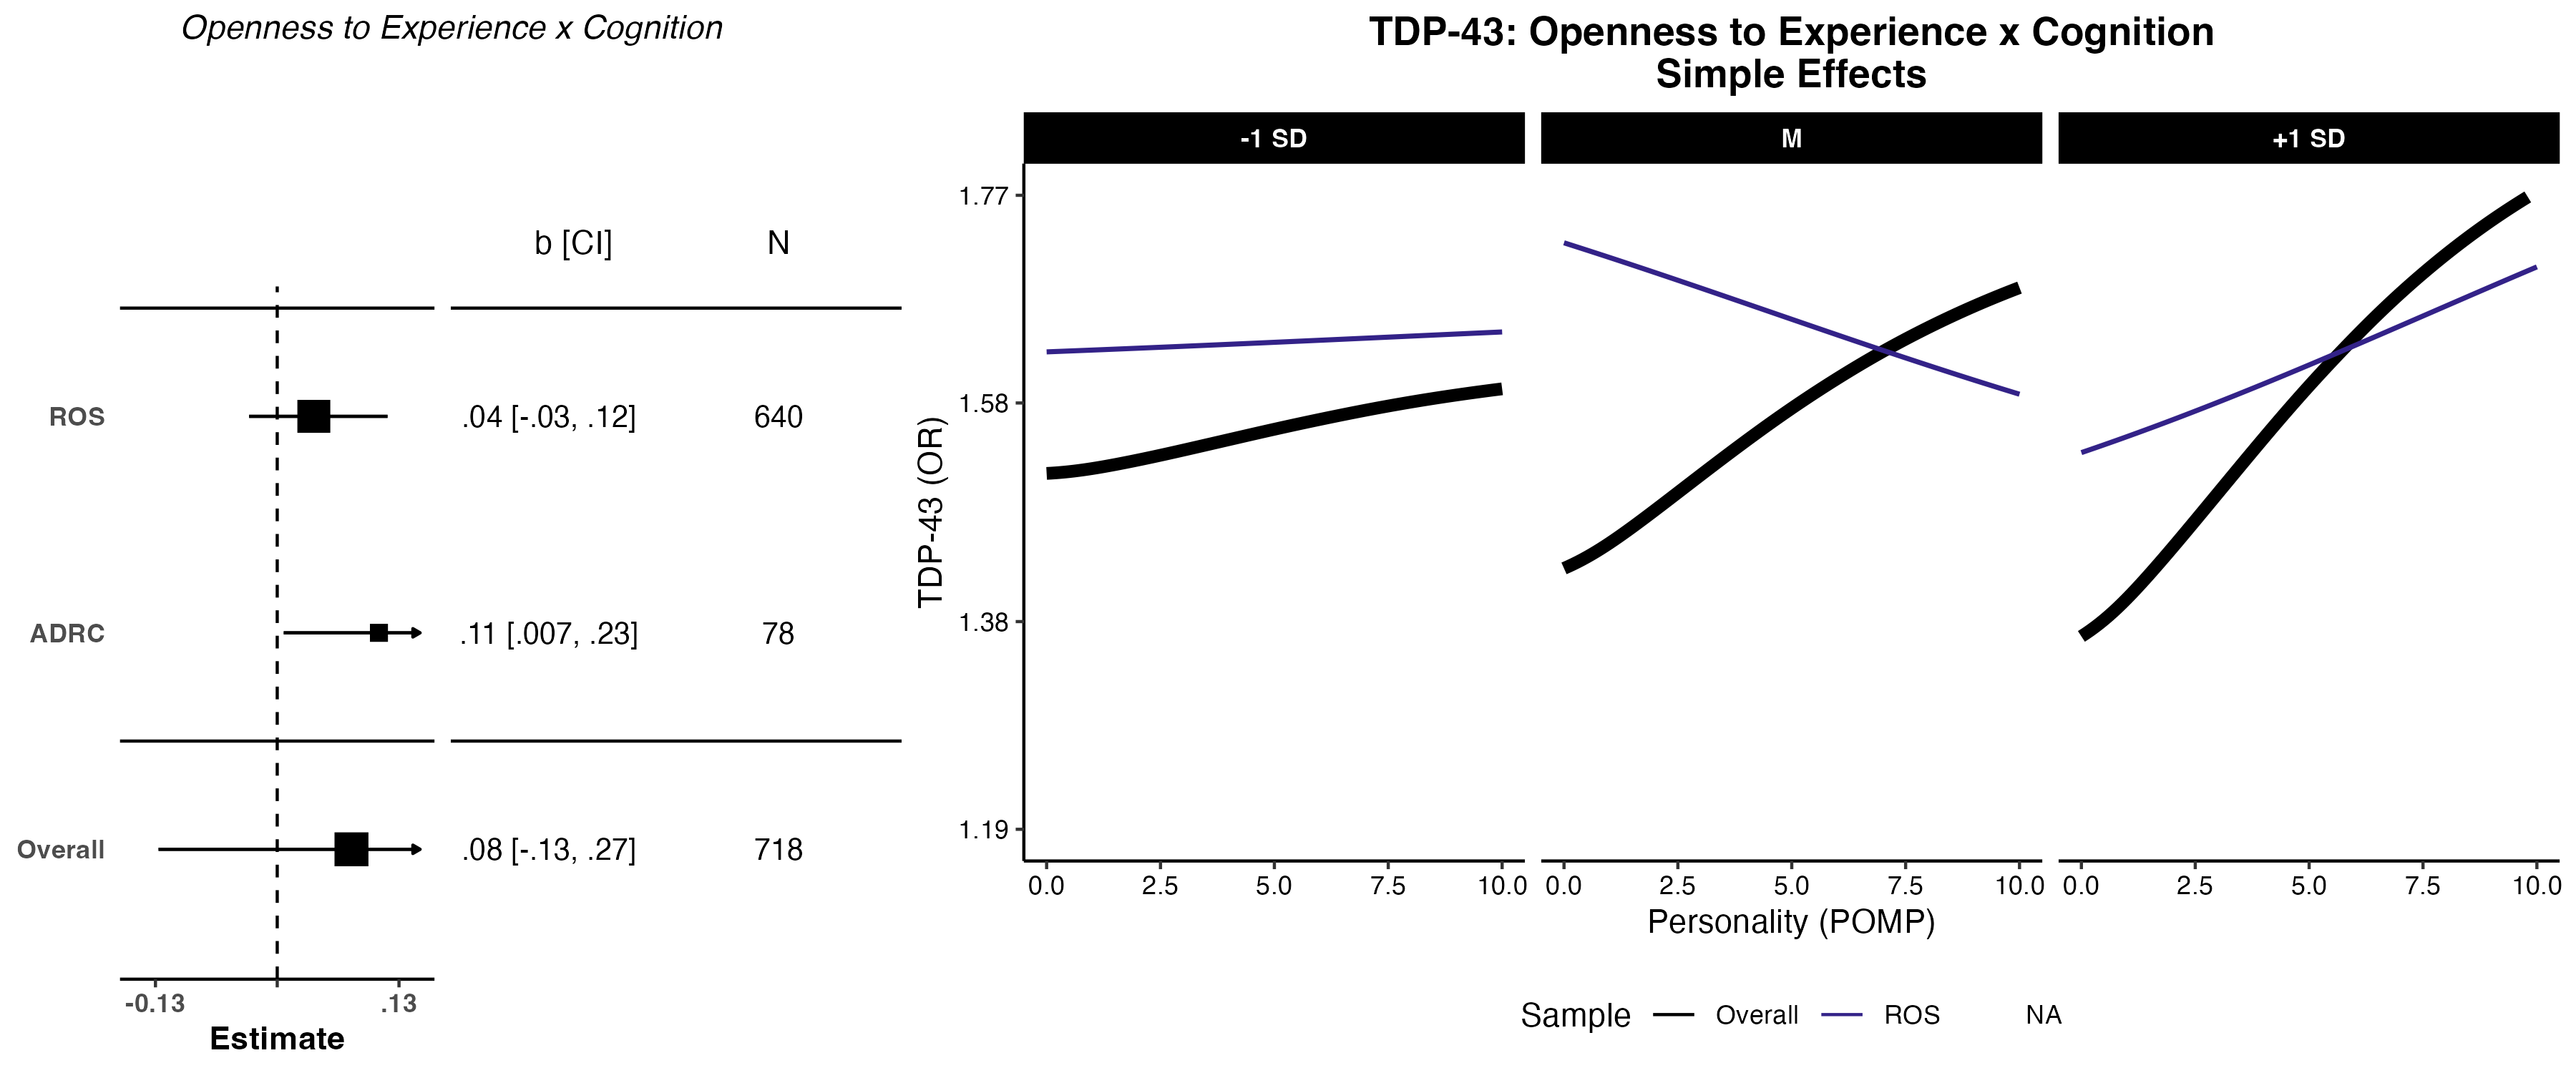 Openness to Experience x Cognition
b [CI] N
ROS .04 [-.03, .12] 640
ADRC .11 [.007, .23] 78
Overall .08 [-.13, .27] 718
-0.13 .13
Estimate
TDP-43: Openness to Experience x Cognition
Simple Effects
-1 SD M +1 SD
TDP-43 (OR)
1.77
1.58
1.38
1.19
0.0 2.5 5.0 7.5 10.0 0.0 2.5 5.0 7.5 10.0 0.0 2.5 5.0 7.5 10.0
Personality (POMP)
Sample Overall ROS NA